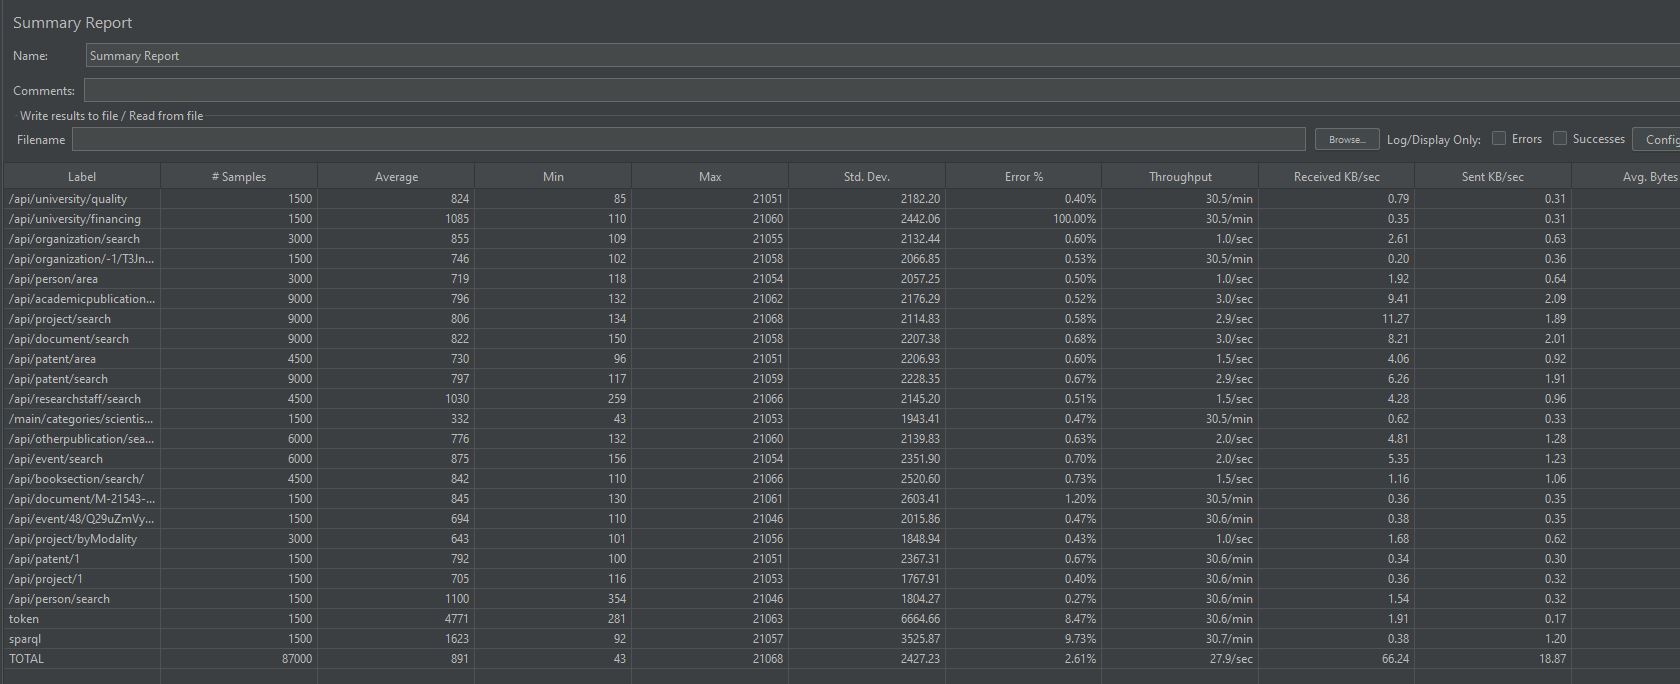 Summary Report
Name: Summary Report
Comments:
Write results to file / Read from file
Filename Browse... Log/Display Only: Errors Successes Config
Label # Samples Average Min Max Std. Dev. Error % Throughput Received KB/sec Sent KB/sec Avg. Bytes
/api/university/quality 1500 824 85 21051 2182.20 0.40% 30.5/min 0.79 0.31
/api/university/financing 1500 1085 110 21060 2442.06 100.00% 30.5/min 0.35 0.31
/api/organization/search 3000 855 109 21055 2132.44 0.60% 1.0/sec 2.61 0.63
/api/organization/-1/T3Jn... 1500 746 102 21058 2066.85 0.53% 30.5/min 0.20 0.36
/api/person/area 3000 719 118 21054 2057.25 0.50% 1.0/sec 1.92 0.64
/api/academicpublication... 9000 796 132 21062 2176.29 0.52% 3.0/sec 9.41 2.09
/api/project/search 9000 806 134 21068 2114.83 0.58% 2.9/sec 11.27 1.89
/api/document/search 9000 822 150 21058 2207.38 0.68% 3.0/sec 8.21 2.01
/api/patent/area 4500 730 96 21051 2206.93 0.60% 1.5/sec 4.06 0.92
/api/patent/search 9000 797 117 21059 2228.35 0.67% 2.9/sec 6.26 1.91
/api/researchstaff/search 4500 1030 259 21066 2145.20 0.51% 1.5/sec 4.28 0.96
/main/categories/scientis... 1500 332 43 21053 1943.41 0.47% 30.5/min 0.62 0.33
/api/otherpublication/sea... 6000 776 132 21060 2139.83 0.63% 2.0/sec 4.81 1.28
/api/event/search 6000 875 156 21054 2351.90 0.70% 2.0/sec 5.35 1.23
/api/booksection/search/ 4500 842 110 21066 2520.60 0.73% 1.5/sec 1.16 1.06
/api/document/M-21543-... 1500 845 130 21061 2603.41 1.20% 30.5/min 0.36 0.35
/api/event/48/Q29uZmVy... 1500 694 110 21046 2015.86 0.47% 30.6/min 0.38 0.35
/api/project/byModality 3000 643 101 21056 1848.94 0.43% 1.0/sec 1.68 0.62
/api/patent/1 1500 792 100 21051 2367.31 0.67% 30.6/min 0.34 0.30
/api/project/1 1500 705 116 21053 1767.91 0.40% 30.6/min 0.36 0.32
/api/person/search 1500 1100 354 21046 1804.27 0.27% 30.6/min 1.54 0.32
token 1500 4771 281 21063 6664.66 8.47% 30.6/min 1.91 0.17
sparql 1500 1623 92 21057 3525.87 9.73% 30.7/min 0.38 1.20
TOTAL 87000 891 43 21068 2427.23 2.61% 27.9/sec 66.24 18.87